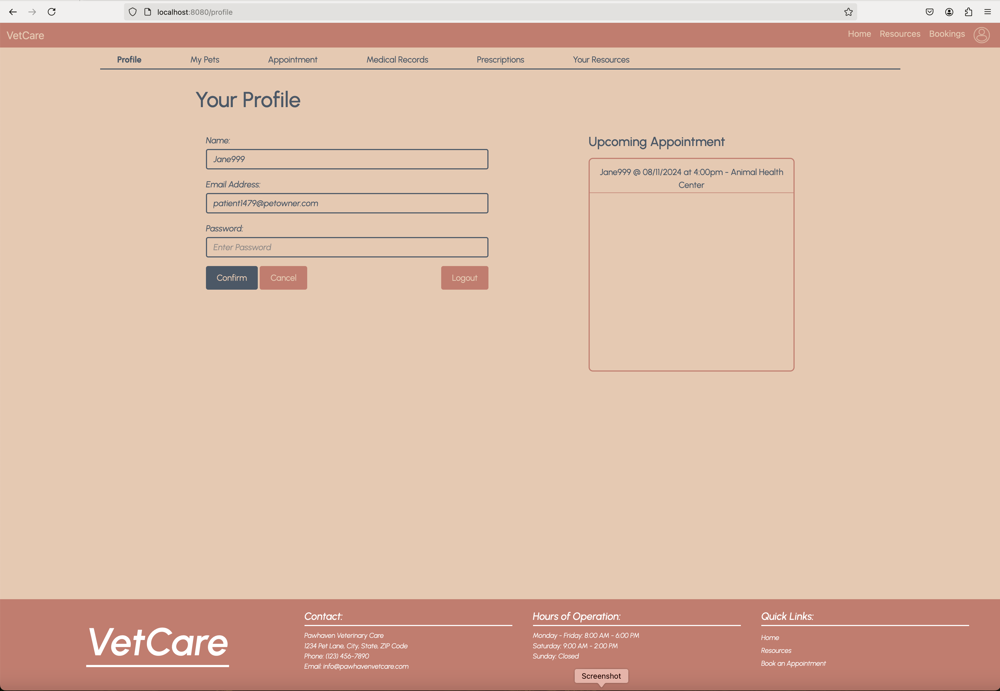 localhost:8080/profile
VetCare
Home Resources Bookings
Profile My Pets Appointment Medical Records Prescriptions Your Resources
Your Profile
Name:
Jane999
Email Address:
patient1479@petowner.com
Password:
Enter Password
Confirm Cancel Logout
Upcoming Appointment
Jane999 @ 08/11/2024 at 4:00pm - Animal Health
Center
VetCare
Contact:
Pawhaven Veterinary Care
1234 Pet Lane, City, State, ZIP Code
Phone: (123) 456-7890
Email: info@pawhavenvetcare.com
Hours of Operation:
Monday - Friday: 8:00 AM - 6:00 PM
Saturday: 9:00 AM - 2:00 PM
Sunday: Closed
Quick Links:
Home
Resources
Book an Appointment
Screenshot